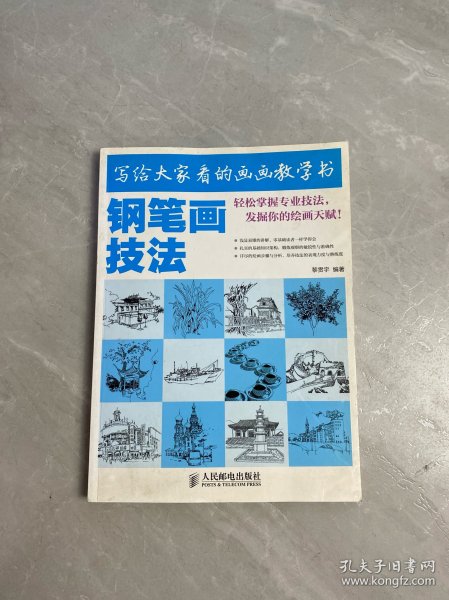 写给大家看的画画教学书
钢笔画
技法
轻松掌握专业技法，
发掘你的绘画天赋！
编著
人民邮电出版社
POSTS & TELECOM PRESS
孔夫子旧书网
www.kongfz.com